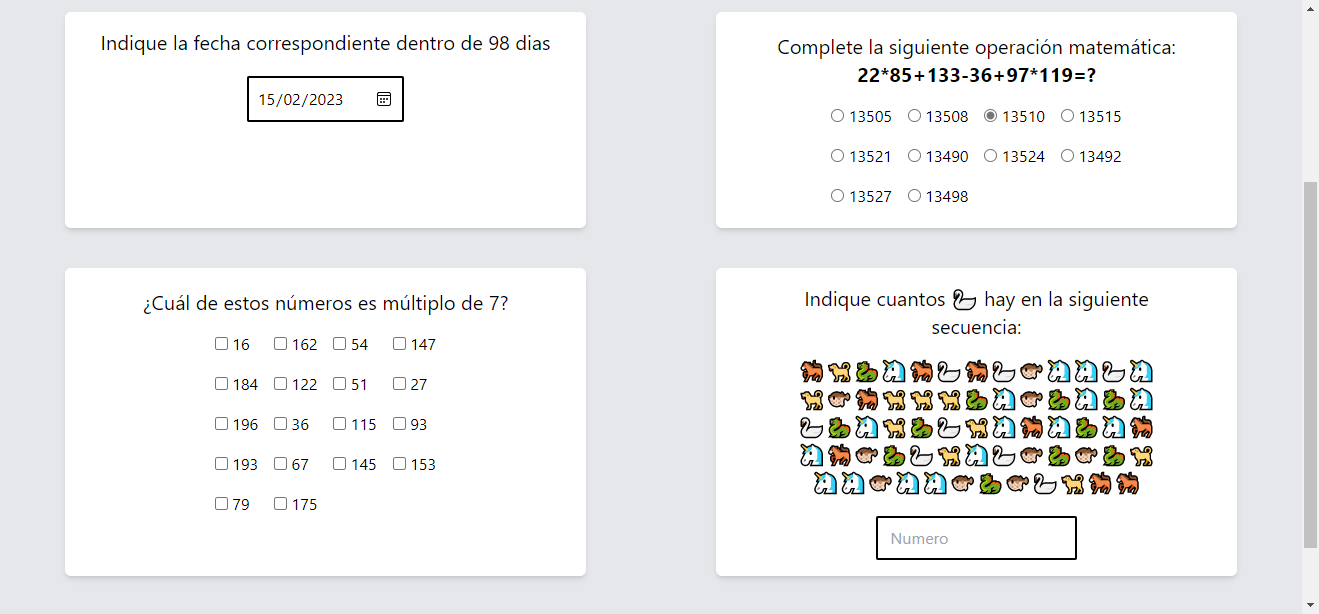 Indique la fecha correspondiente dentro de 98 dias
15/02/2023
Complete la siguiente operación matemática:
22*85+133-36+97*119=?
13505 13508 13510 13515
13521 13490 13524 13492
13527 13498
¿Cuál de estos números es múltiplo de 7?
16 162 54 147
184 122 51 27
196 36 115 93
193 67 145 153
79 175
Indique cuantos 🦢 hay en la siguiente
secuencia:
Numero